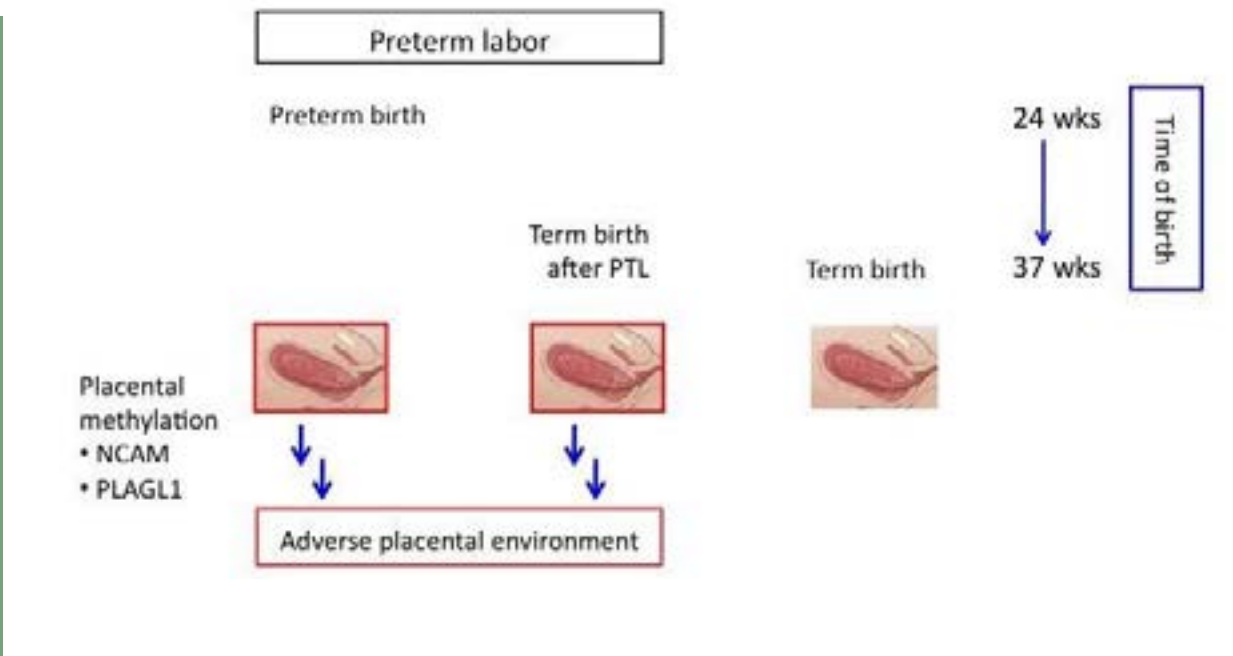 Preterm labor
Preterm birth
24 wks
Time of birth
Term birth
after PTL
Term birth
37 wks
Placental
methylation
• NCAM
• PLAGL1
Adverse placental environment